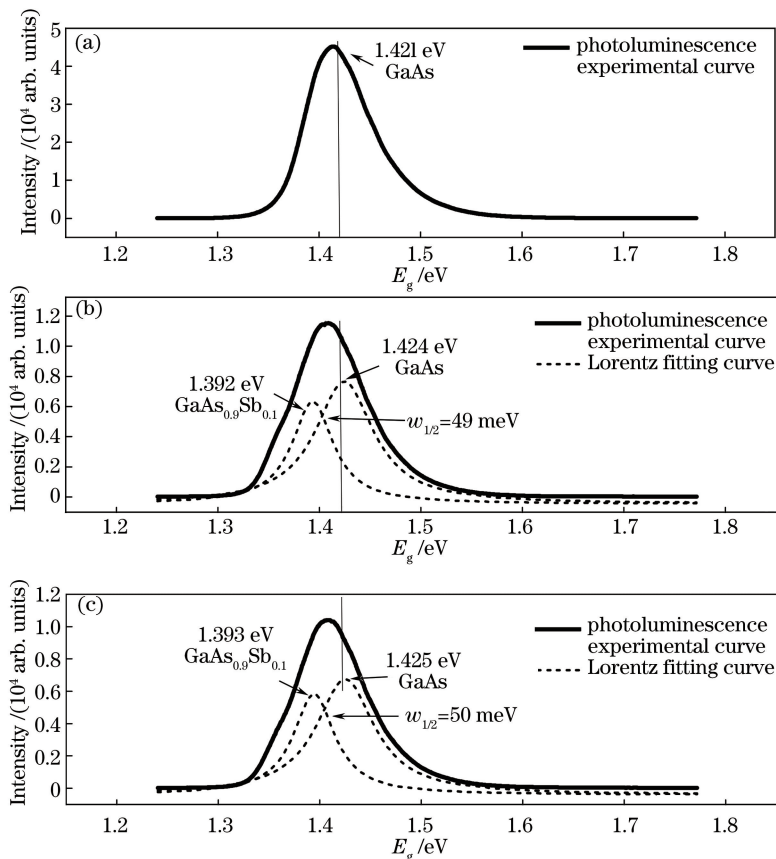 (a)
5
4
3
2
1
0
Intensity /(10⁴ arb. units)
1.42l eV
GaAs
photoluminescence
experimental curve
1.2 1.3 1.4 1.5 1.6 1.7 1.8
E_g /eV
(b)
1.2
1.0
0.8
0.6
0.4
0.2
0
Intensity /(10⁴ arb. units)
photoluminescence
experimental curve
Lorentz fitting curve
1.424 eV
GaAs
1.392 eV
GaAs₀.₉Sb₀.₁
w₁/₂=49 meV
1.2 1.3 1.4 1.5 1.6 1.7 1.8
E_g /eV
(c)
1.2
1.0
0.8
0.6
0.4
0.2
0
Intensity /(10⁴ arb. units)
photoluminescence
experimental curve
Lorentz fitting curve
1.393 eV
GaAs₀.₉Sb₀.₁
1.425 eV
GaAs
w₁/₂=50 meV
1.2 1.3 1.4 1.5 1.6 1.7 1.8
E_g /eV